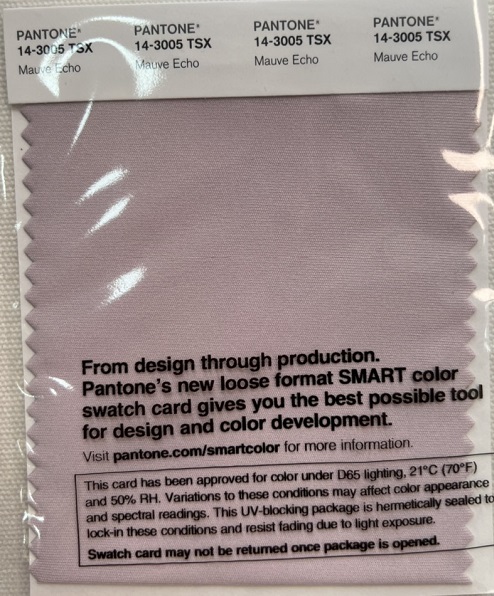 PANTONE® PANTONE® PANTONE® PANTONE®
14-3005 TSX 14-3005 TSX 14-3005 TSX 14-3005 TSX
Mauve Echo Mauve Echo Mauve Echo Mauve Echo
From design through production.
Pantone's new loose format SMART color
swatch card gives you the best possible tool
for design and color development.
Visit pantone.com/smartcolor for more information.
This card has been approved for color under D65 lighting, 21°C (70°F)
and 50% RH. Variations to these conditions may affect color appearance
and spectral readings. This UV-blocking package is hermetically sealed to
lock-in these conditions and resist fading due to light exposure.
Swatch card may not be returned once package is opened.